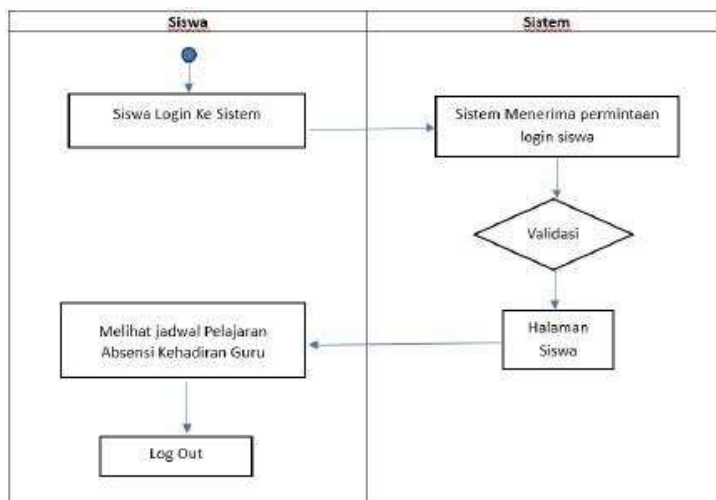 Siswa
Sistem
Siswa Login Ke Sistem
Sistem Menerima permintaan
login siswa
Validasi
Halaman
Siswa
Melihat jadwal Pelajaran
Absensi Kehadiran Guru
Log Out